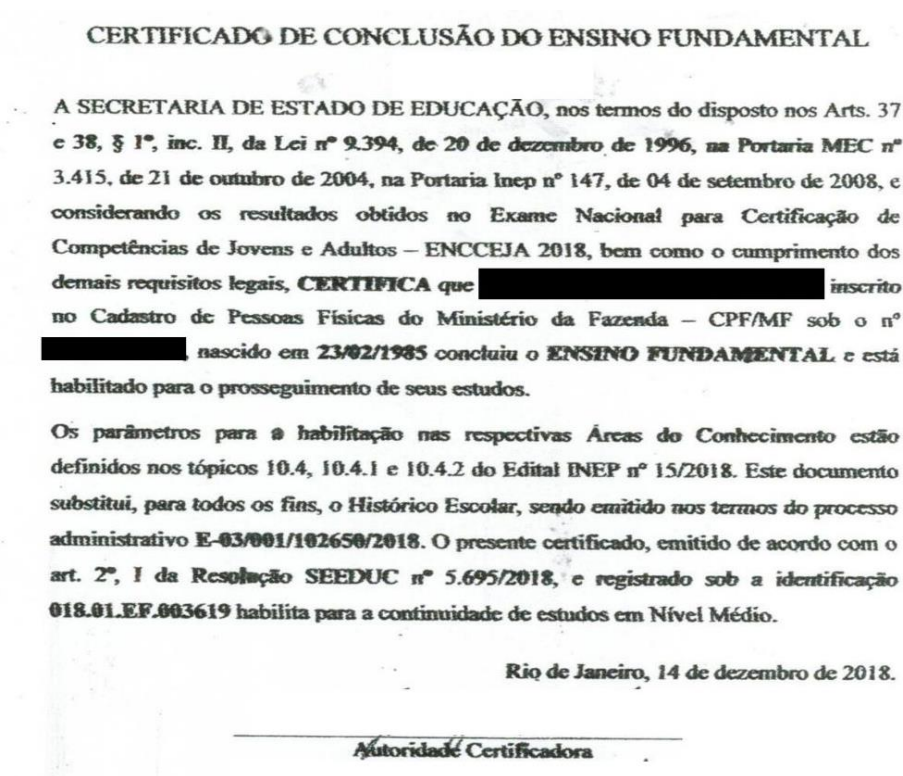 CERTIFICADO DE CONCLUSÃO DO ENSINO FUNDAMENTAL
A SECRETARIA DE ESTADO DE EDUCAÇÃO, nos termos do disposto nos Arts. 37
e 38, § 1º, inc. II, da Lei nº 9.394, de 20 de dezembro de 1996, na Portaria MEC nº
3.415, de 21 de outubro de 2004, na Portaria Inep nº 147, de 04 de setembro de 2008, e
considerando os resultados obtidos no Exame Nacional para Certificação de
Competências de Jovens e Adultos – ENCCEJA 2018, bem como o cumprimento dos
demais requisitos legais, CERTIFICA que inscrito
no Cadastro de Pessoas Físicas do Ministério da Fazenda – CPF/MF sob o nº
, nascido em 23/02/1985 concluiu o ENSINO FUNDAMENTAL e está
habilitado para o prosseguimento de seus estudos.
Os parâmetros para a habilitação nas respectivas Áreas do Conhecimento estão
definidos nos tópicos 10.4, 10.4.1 e 10.4.2 do Edital INEP nº 15/2018. Este documento
substitui, para todos os fins, o Histórico Escolar, sendo emitido nos termos do processo
administrativo E-03/001/102650/2018. O presente certificado, emitido de acordo com o
art. 2º, I da Resolução SEEDUC nº 5.695/2018, e registrado sob a identificação
018.01.EF.003619 habilita para a continuidade de estudos em Nível Médio.
Rio de Janeiro, 14 de dezembro de 2018.
Autoridade Certificadora